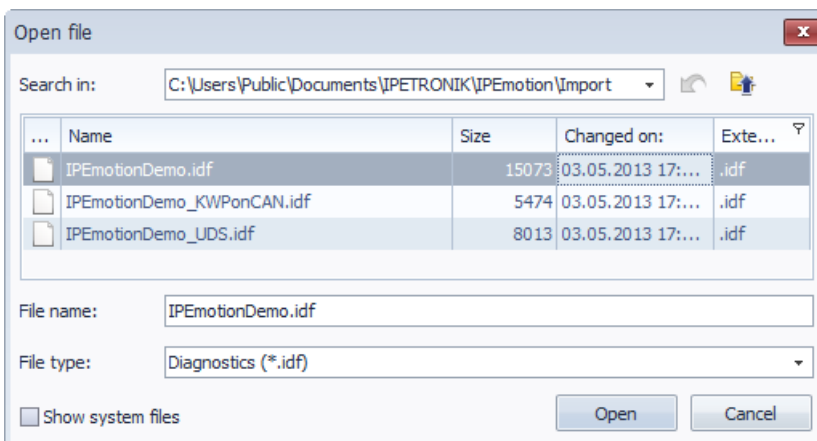 Open file
Search in: C:\Users\Public\Documents\IPETRONIK\IPEmotion\Import
... Name Size Changed on: Exte...
IPEmotionDemo.idf 15073 03.05.2013 17:... .idf
IPEmotionDemo_KWPonCAN.idf 5474 03.05.2013 17:... .idf
IPEmotionDemo_UDS.idf 8013 03.05.2013 17:... .idf
File name: IPEmotionDemo.idf
File type: Diagnostics (*.idf)
Show system files Open Cancel